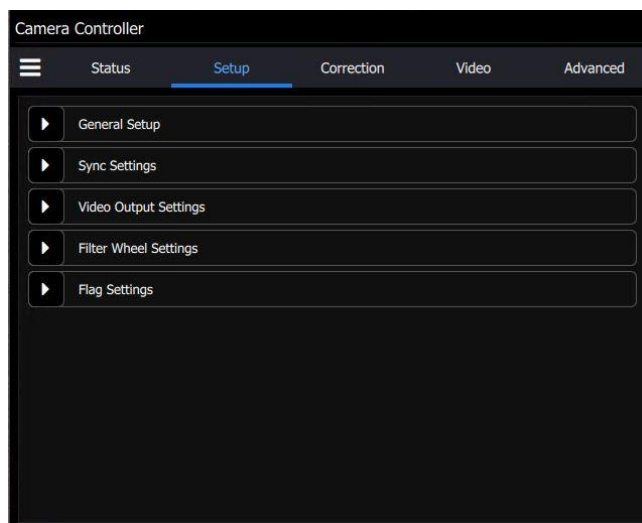 Camera Controller
Status Setup Correction Video Advanced
General Setup
Sync Settings
Video Output Settings
Filter Wheel Settings
Flag Settings